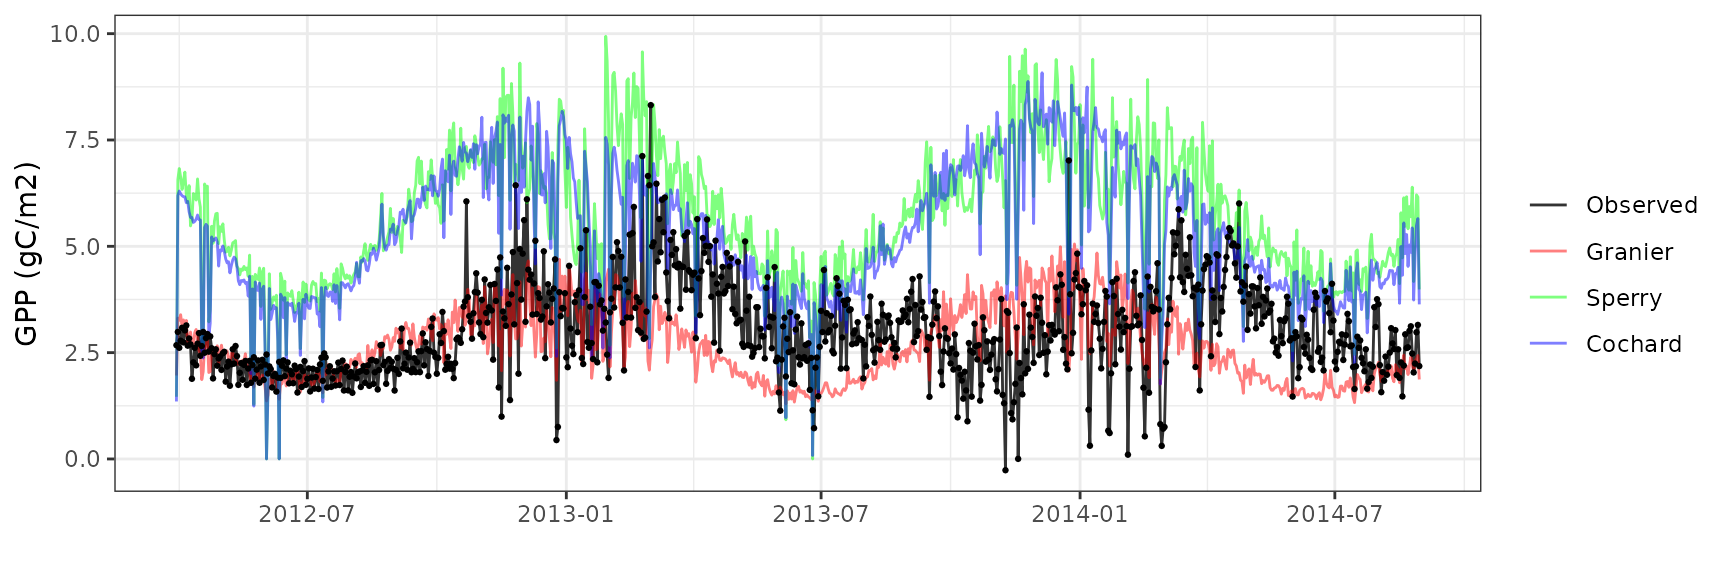 GPP (gC/m2)
10.0
7.5
5.0
2.5
0.0
2012-07 2013-01 2013-07 2014-01 2014-07
Observed
Granier
Sperry
Cochard